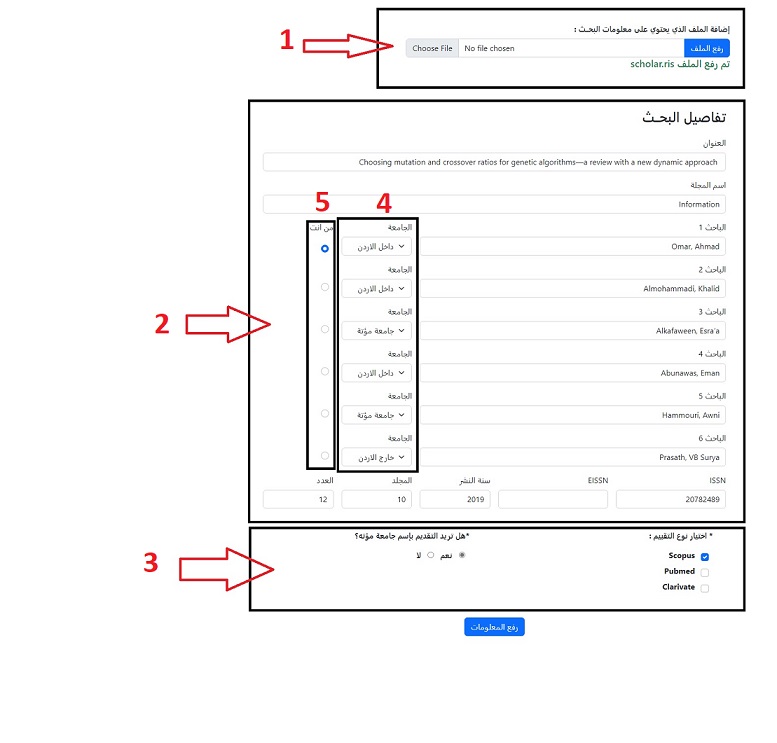 إضافة الملف الذي يحتوي على معلومات البحث :
رفع الملف No file chosen Choose File
تم رفع الملف scholar.ris
1
تفاصيل البحث
العنوان
Choosing mutation and crossover ratios for genetic algorithms—a review with a new dynamic approach
اسم المجلة
Information
5 4
الباحث 1 الجامعة من انت
Omar, Ahmad داخل الاردن
الباحث 2 الجامعة
Almohammadi, Khalid داخل الاردن
الباحث 3 الجامعة
Alkafaween, Esra'a جامعة مؤتة
2
الباحث 4 الجامعة
Abunawas, Eman داخل الاردن
الباحث 5 الجامعة
Hammouri, Awni جامعة مؤتة
الباحث 6 الجامعة
Prasath, VB Surya خارج الاردن
ISSN EISSN سنة النشر المجلد العدد
20782489 2019 10 12
* اختيار نوع التقييم : *هل تريد التقديم بإسم جامعة مؤته؟
Scopus نعم لا
Pubmed
Clarivate
3
رفع المعلومات